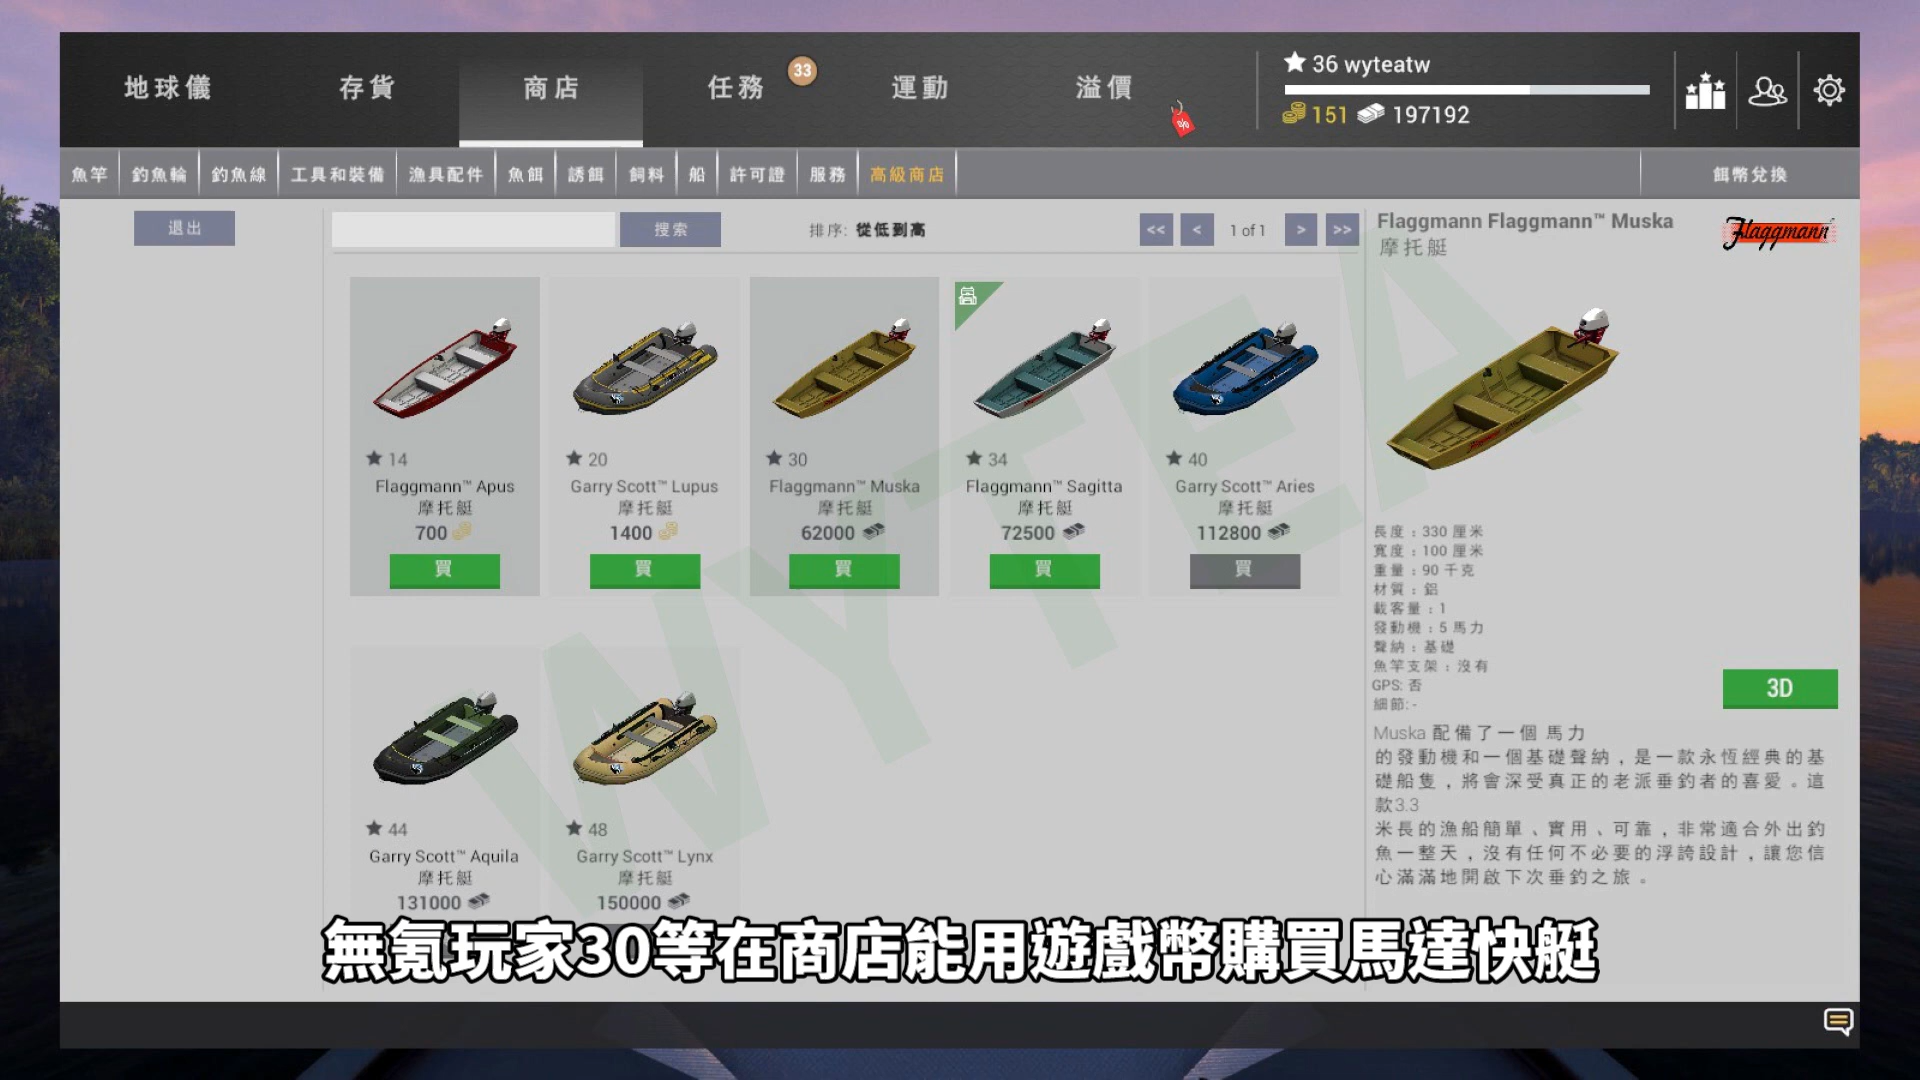 地球儀
存貨
商店
任務
33
運動
溢價
%
36 wyteatw
151 197192
魚竿 釣魚輪 釣魚線 工具和裝備 漁具配件 魚餌 誘餌 飼料 船 許可證 服務 高級商店 餌幣兌換
退出
搜索
排序: 從低到高
<< < 1 of 1 > >>
Flaggmann Flaggmann™ Muska
摩托艇
Flaggmann
14
Flaggmann™ Apus
摩托艇
700
買
20
Garry Scott™ Lupus
摩托艇
1400
買
30
Flaggmann™ Muska
摩托艇
62000
買
34
Flaggmann™ Sagitta
摩托艇
72500
買
40
Garry Scott™ Aries
摩托艇
112800
買
44
Garry Scott™ Aquila
摩托艇
131000
48
Garry Scott™ Lynx
摩托艇
150000
長度：330 厘米
寬度：100 厘米
重量：90 千克
材質：鋁
載客量：1
發動機：5 馬力
聲納：基礎
魚竿支架：沒有
GPS: 否
細節:-
3D
Muska 配備了一個 馬力
的發動機和一個基礎聲納，是一款永恆經典的基
礎船隻，將會深受真正的老派垂釣者的喜愛。這
款3.3
米長的漁船簡單、實用、可靠，非常適合外出釣
魚一整天，沒有任何不必要的浮誇設計，讓您信
心滿滿地開啟下次垂釣之旅。
WYTEA
無氪玩家30等在商店能用遊戲幣購買馬達快艇